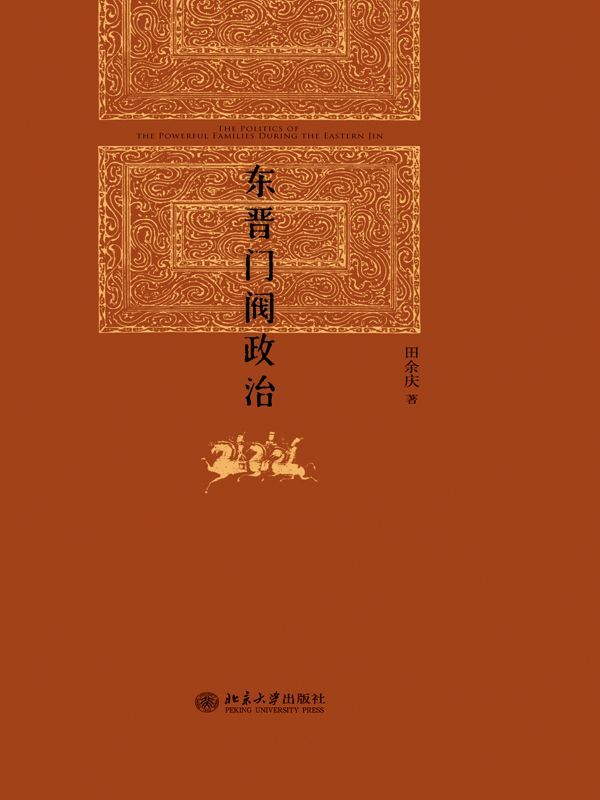 THE POLITICS OF
THE POWERFUL FAMILIES DURING THE EASTERN JIN
东晋门阀政治
田余庆 著
北京大学出版社
PEKING UNIVERSITY PRESS